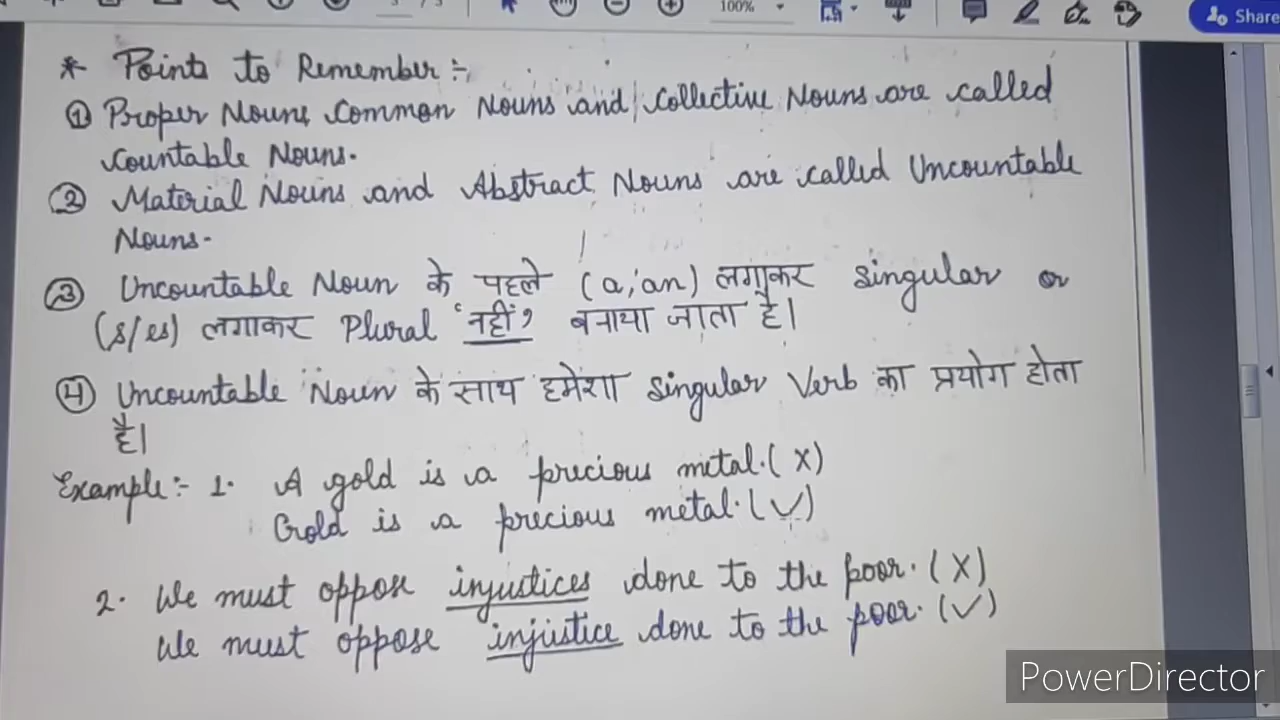 100%
Share
* Points to Remember :-
① Proper Nouns, Common Nouns and Collective Nouns are called
Countable Nouns.
② Material Nouns and Abstract Nouns are called Uncountable
Nouns.
③ Uncountable Noun के पहले (a, an) लगाकर singular or
(s/es) लगाकर Plural 'नहीं' बनाया जाता है।
④ Uncountable Noun के साथ हमेशा singular Verb का प्रयोग होता
है।
Example :- 1. A gold is a precious metal. (X)
Gold is a precious metal. (✓)
2. We must oppose injustices done to the poor. (X)
We must oppose injustice done to the poor. (✓)
PowerDirector